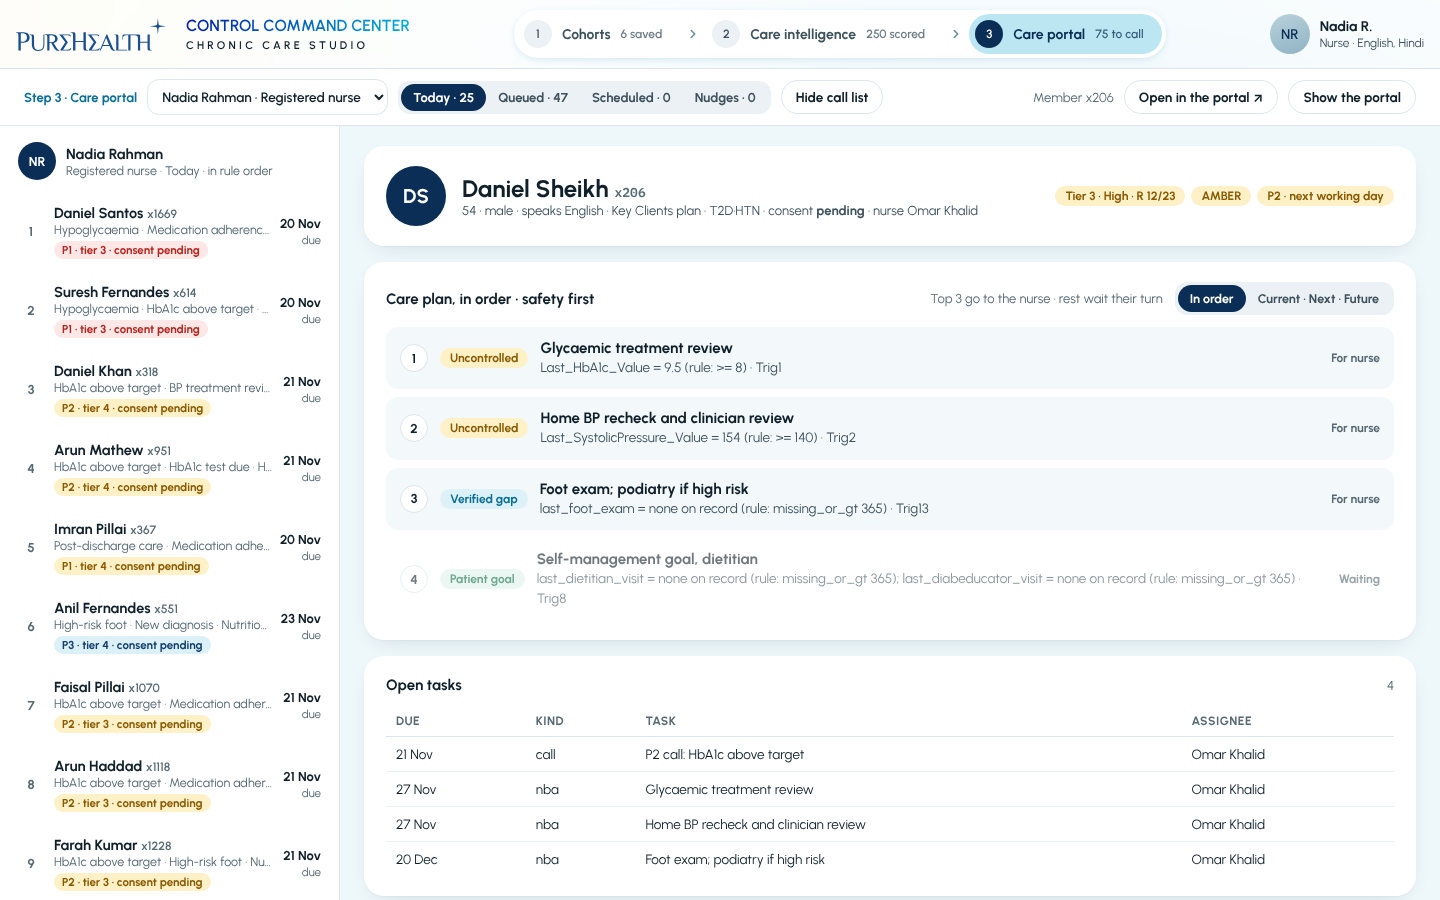 PUREHEALTH
CONTROL COMMAND CENTER
CHRONIC CARE STUDIO
1 Cohorts 6 saved
2 Care intelligence 250 scored
3 Care portal 75 to call
NR
Nadia R.
Nurse · English, Hindi
Step 3 · Care portal
Nadia Rahman · Registered nurse
Today · 25
Queued · 47
Scheduled · 0
Nudges · 0
Hide call list
Member x206
Open in the portal ↗
Show the portal
NR
Nadia Rahman
Registered nurse · Today · in rule order
1
Daniel Santos x1669
Hypoglycaemia · Medication adherenc...
P1 · tier 3 · consent pending
20 Nov
due
2
Suresh Fernandes x614
Hypoglycaemia · HbA1c above target · ...
P1 · tier 3 · consent pending
20 Nov
due
3
Daniel Khan x318
HbA1c above target · BP treatment revi...
P2 · tier 4 · consent pending
21 Nov
due
4
Arun Mathew x951
HbA1c above target · HbA1c test due · H...
P2 · tier 4 · consent pending
21 Nov
due
5
Imran Pillai x367
Post-discharge care · Medication adhe...
P1 · tier 4 · consent pending
20 Nov
due
6
Anil Fernandes x551
High-risk foot · New diagnosis · Nutritio...
P3 · tier 4 · consent pending
23 Nov
due
7
Faisal Pillai x1070
HbA1c above target · Medication adher...
P2 · tier 3 · consent pending
21 Nov
due
8
Arun Haddad x1118
HbA1c above target · Medication adher...
P2 · tier 3 · consent pending
21 Nov
due
9
Farah Kumar x1228
HbA1c above target · High-risk foot · Nu...
P2 · tier 3 · consent pending
21 Nov
due
DS
Daniel Sheikh x206
54 · male · speaks English · Key Clients plan · T2D·HTN · consent pending · nurse Omar Khalid
Tier 3 · High · R 12/23
AMBER
P2 · next working day
Care plan, in order · safety first
Top 3 go to the nurse · rest wait their turn
In order
Current · Next · Future
1
Uncontrolled
Glycaemic treatment review
Last_HbA1c_Value = 9.5 (rule: >= 8) · Trig1
For nurse
2
Uncontrolled
Home BP recheck and clinician review
Last_SystolicPressure_Value = 154 (rule: >= 140) · Trig2
For nurse
3
Verified gap
Foot exam; podiatry if high risk
last_foot_exam = none on record (rule: missing_or_gt 365) · Trig13
For nurse
4
Patient goal
Self-management goal, dietitian
last_dietitian_visit = none on record (rule: missing_or_gt 365); last_diabeducator_visit = none on record (rule: missing_or_gt 365) ·
Trig8
Waiting
Open tasks
4
DUE KIND TASK ASSIGNEE
21 Nov call P2 call: HbA1c above target Omar Khalid
27 Nov nba Glycaemic treatment review Omar Khalid
27 Nov nba Home BP recheck and clinician review Omar Khalid
20 Dec nba Foot exam; podiatry if high risk Omar Khalid